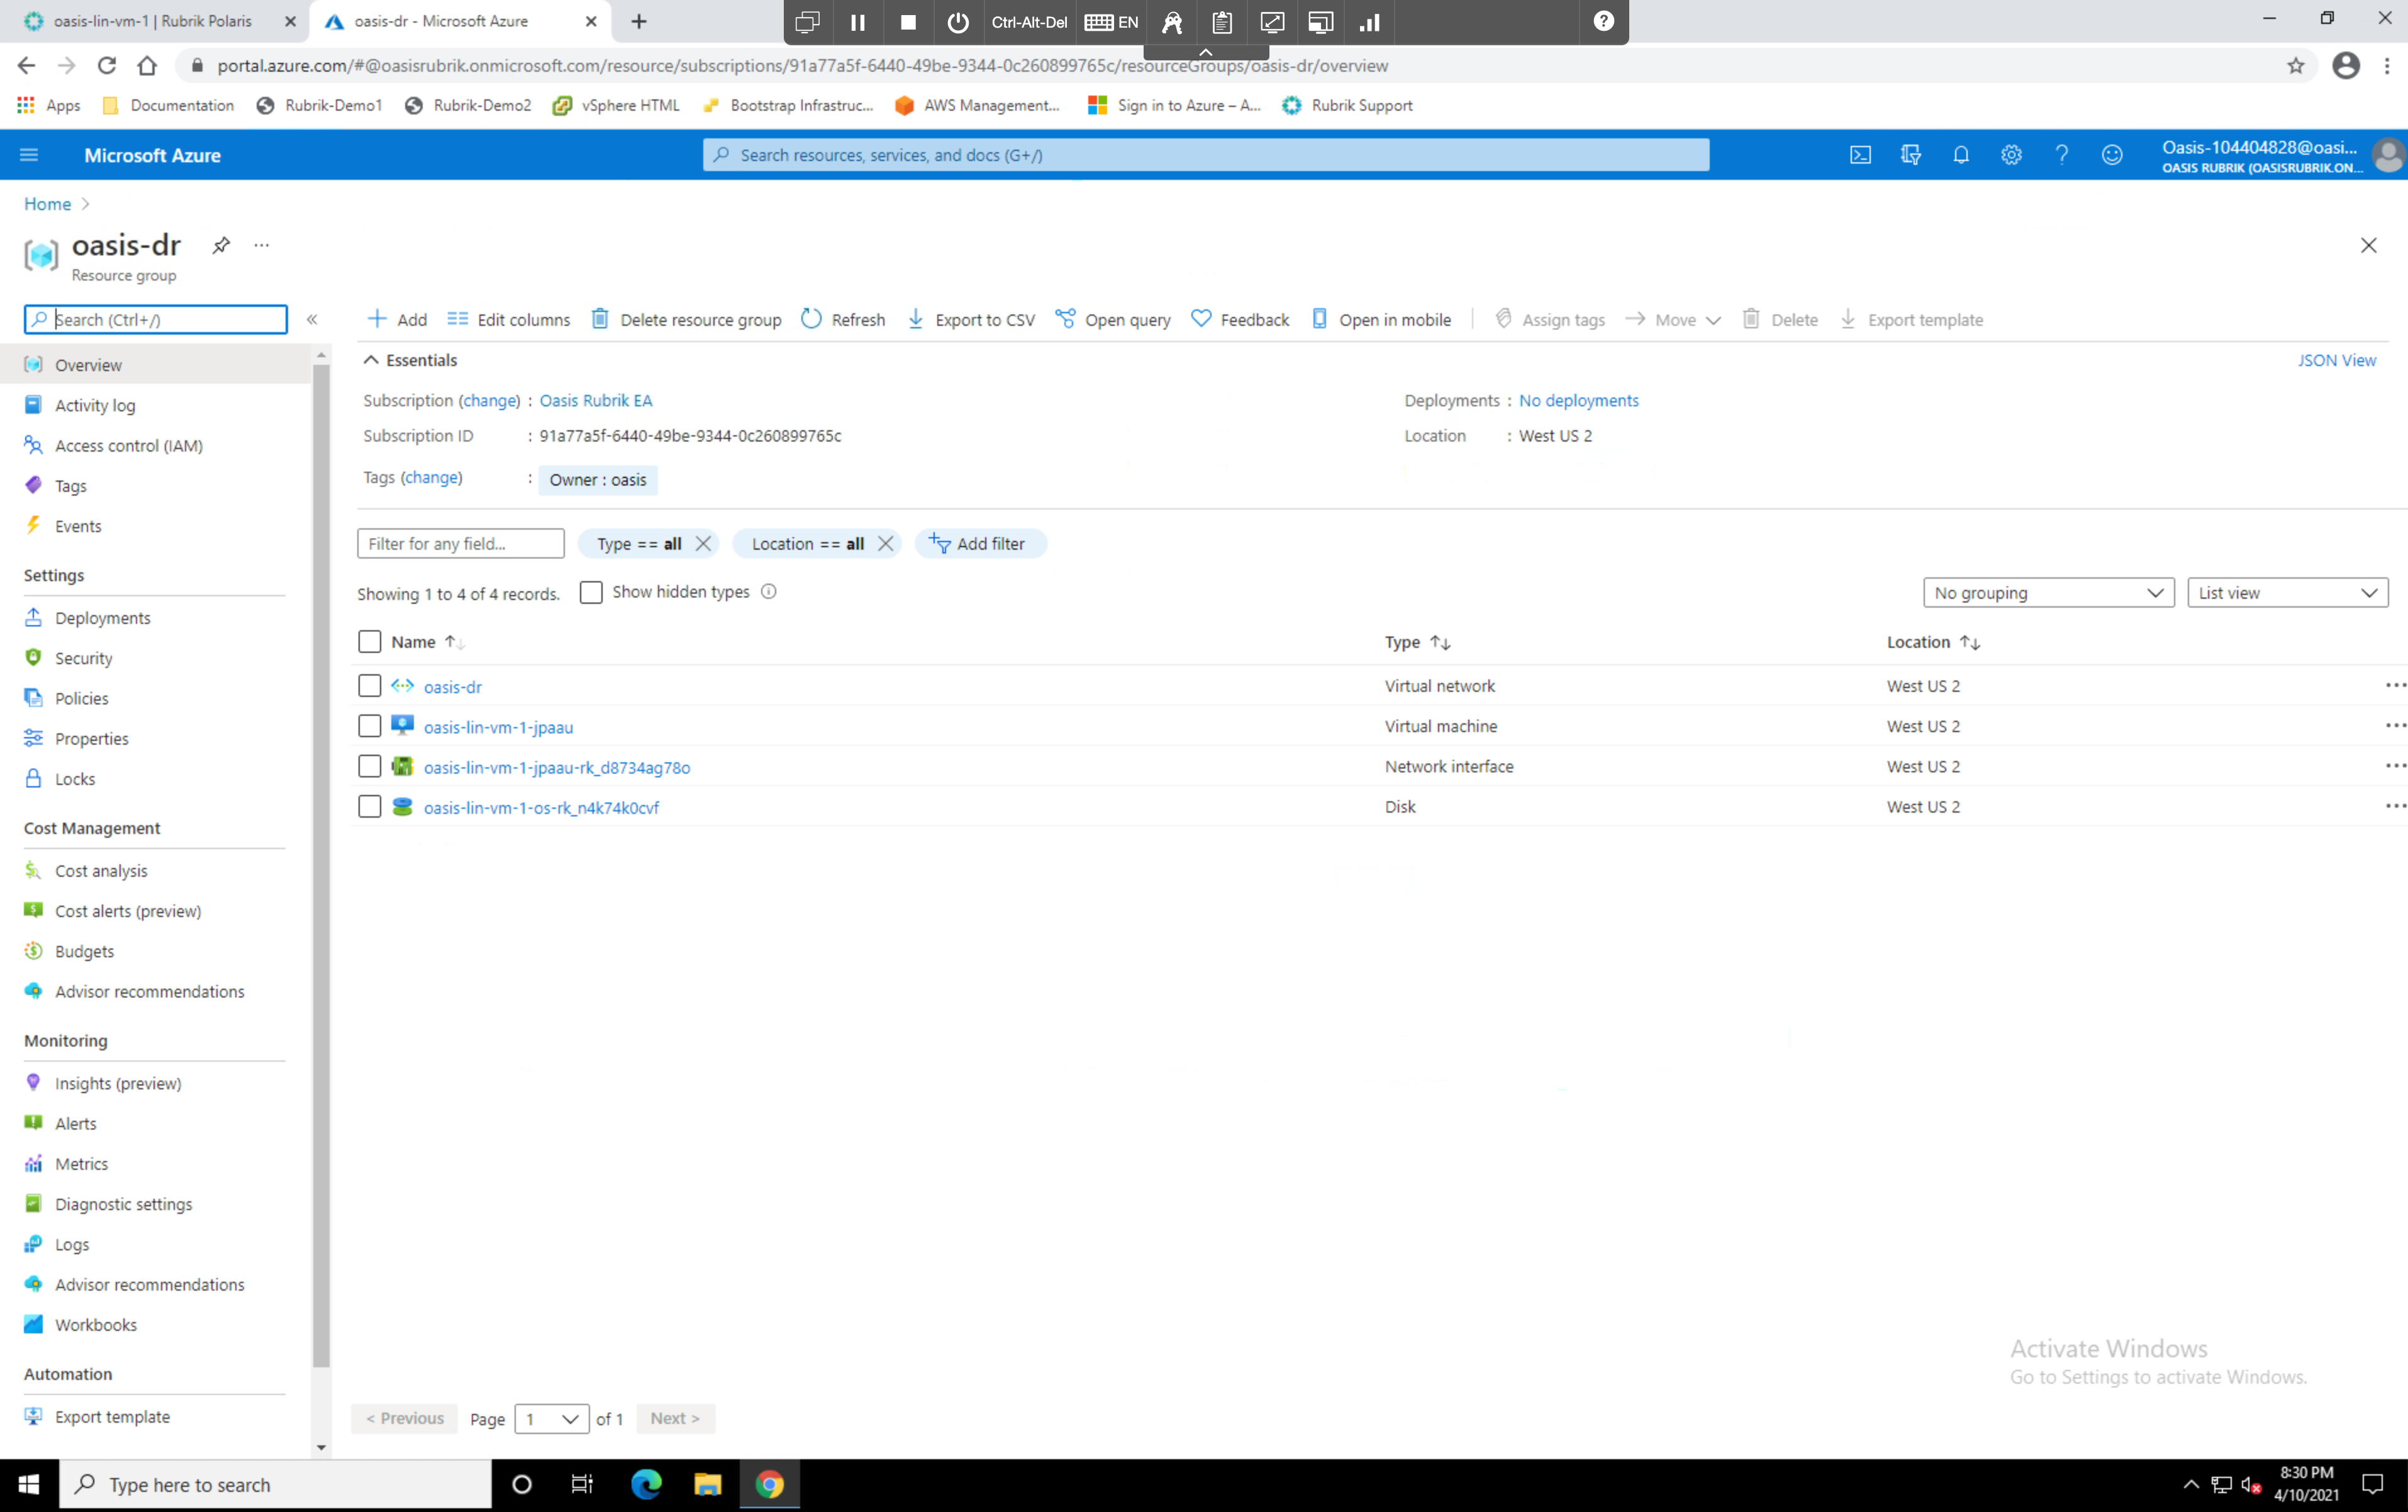 oasis-lin-vm-1 | Rubrik Polaris
oasis-dr - Microsoft Azure
Ctrl-Alt-Del
EN
portal.azure.com/#@oasisrubrik.onmicrosoft.com/resource/subscriptions/91a77a5f-6440-49be-9344-0c260899765c/resourceGroups/oasis-dr/overview
Apps
Documentation
Rubrik-Demo1
Rubrik-Demo2
vSphere HTML
Bootstrap Infrastruc...
AWS Management...
Sign in to Azure – A...
Rubrik Support
Microsoft Azure
Search resources, services, and docs (G+/)
Oasis-104404828@oasi...
OASIS RUBRIK (OASISRUBRIK.ON...
Home >
oasis-dr
Resource group
Search (Ctrl+/)
«
Add
Edit columns
Delete resource group
Refresh
Export to CSV
Open query
Feedback
Open in mobile
Assign tags
Move
Delete
Export template
Overview
Activity log
Access control (IAM)
Tags
Events
Settings
Deployments
Security
Policies
Properties
Locks
Cost Management
Cost analysis
Cost alerts (preview)
Budgets
Advisor recommendations
Monitoring
Insights (preview)
Alerts
Metrics
Diagnostic settings
Logs
Advisor recommendations
Workbooks
Automation
Export template
Essentials
JSON View
Subscription (change) : Oasis Rubrik EA
Deployments : No deployments
Subscription ID : 91a77a5f-6440-49be-9344-0c260899765c
Location : West US 2
Tags (change) : Owner : oasis
Filter for any field...
Type == all
Location == all
Add filter
Showing 1 to 4 of 4 records.
Show hidden types
No grouping
List view
Name Type Location
oasis-dr Virtual network West US 2
oasis-lin-vm-1-jpaau Virtual machine West US 2
oasis-lin-vm-1-jpaau-rk_d8734ag78o Network interface West US 2
oasis-lin-vm-1-os-rk_n4k74k0cvf Disk West US 2
Activate Windows
Go to Settings to activate Windows.
< Previous Page 1 of 1 Next >
Type here to search
8:30 PM
4/10/2021